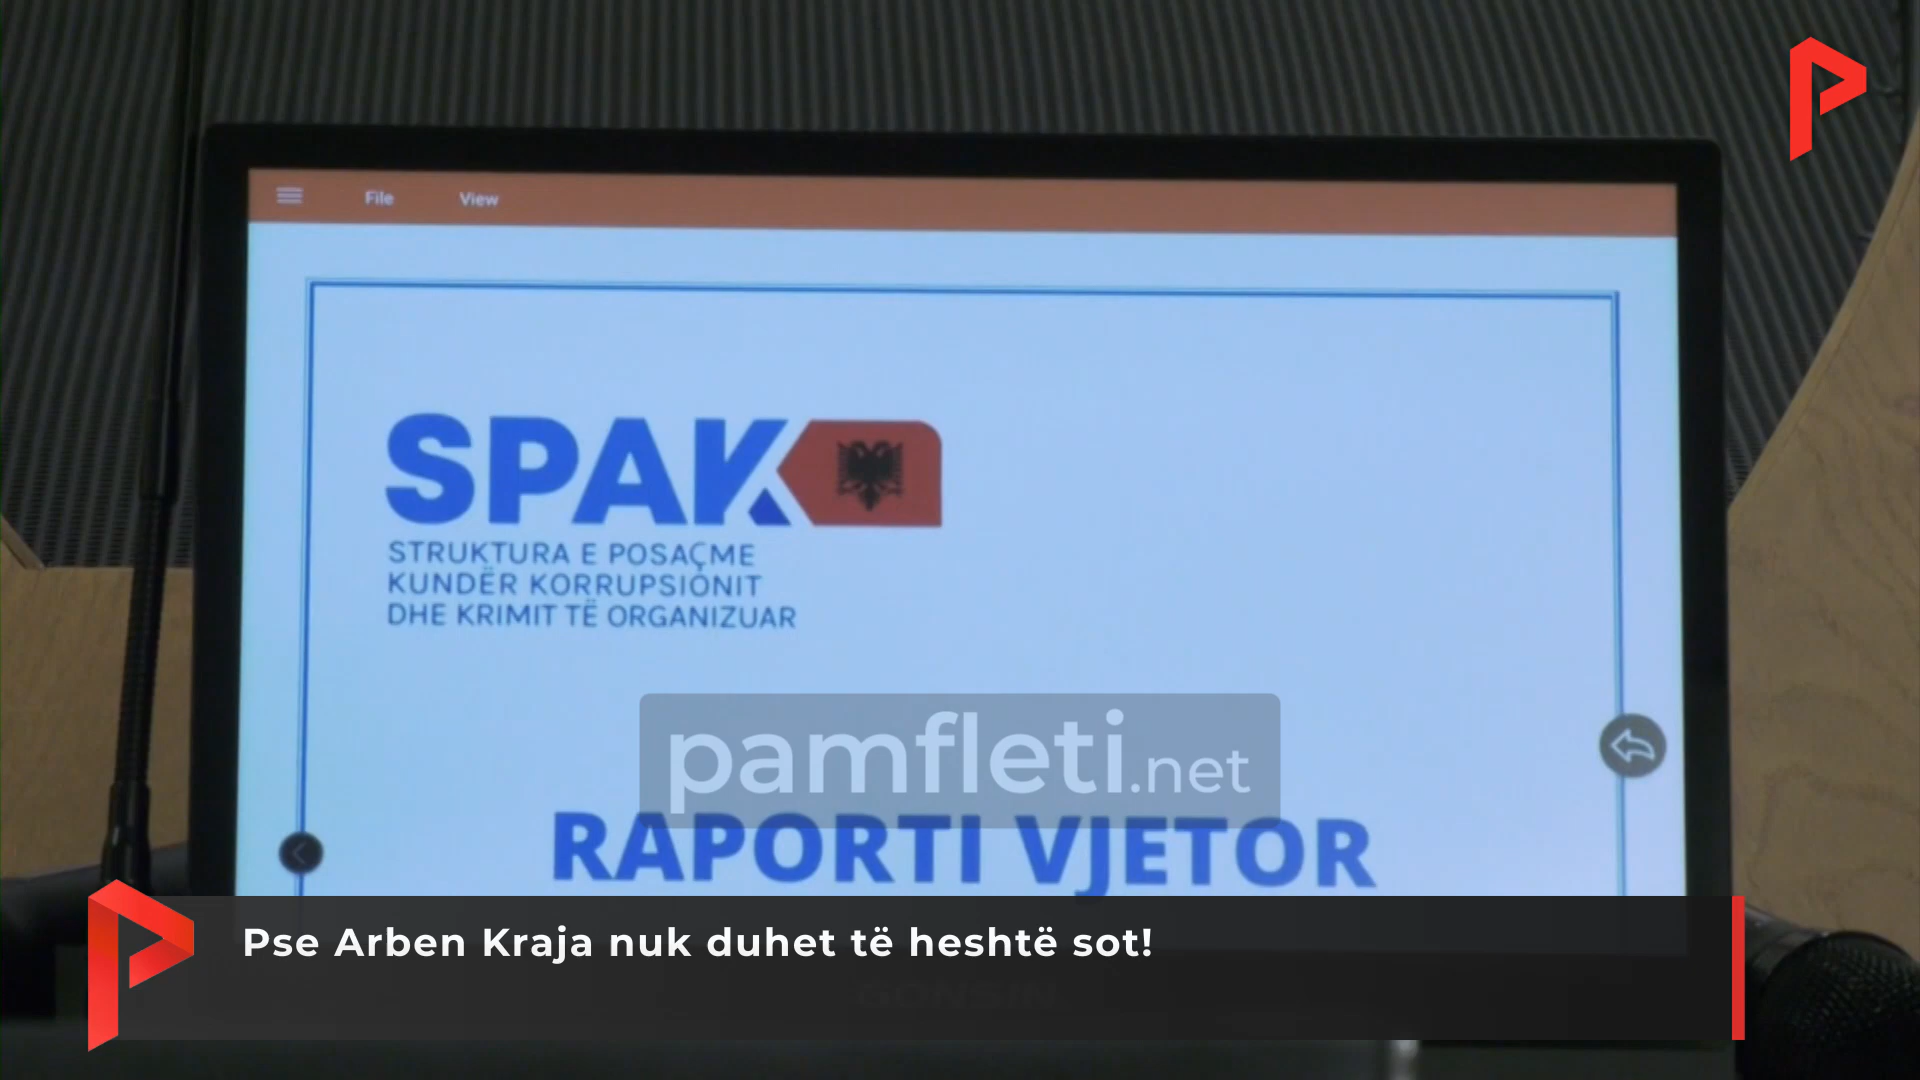 File View
SPAK
STRUKTURA E POSAÇME
KUNDËR KORRUPSIONIT
DHE KRIMIT TË ORGANIZUAR
pamfleti.net
RAPORTI VJETOR
Pse Arben Kraja nuk duhet të heshtë sot!
GONSIN